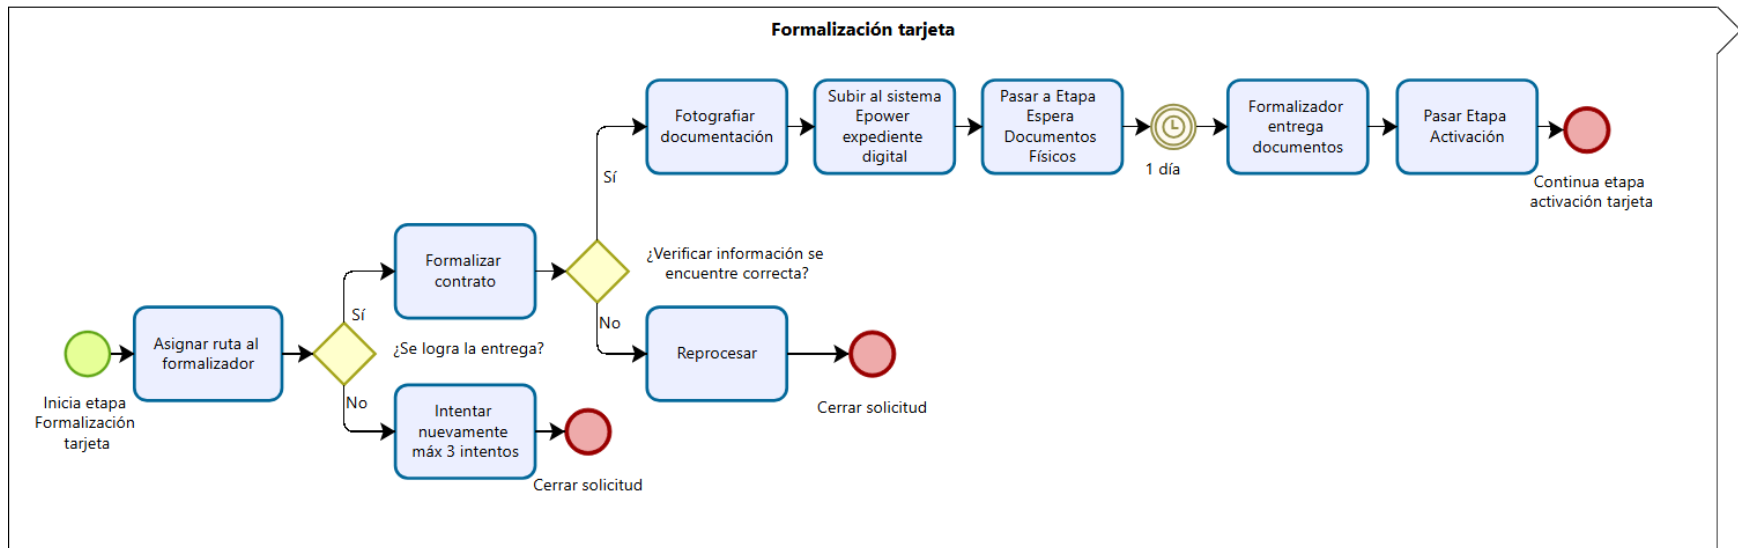 Formalización tarjeta
Fotografiar
documentación
Subir al sistema
Epower
expediente
digital
Pasar a Etapa
Espera
Documentos
Físicos
1 día
Formalizador
entrega
documentos
Pasar Etapa
Activación
Continua etapa
activación tarjeta
Sí
Formalizar
contrato
¿Verificar información se
encuentre correcta?
Sí
No
Asignar ruta al
formalizador
¿Se logra la entrega?
Reprocesar
Inicia etapa
Formalización
tarjeta
No
Intentar
nuevamente
máx 3 intentos
Cerrar solicitud
Cerrar solicitud